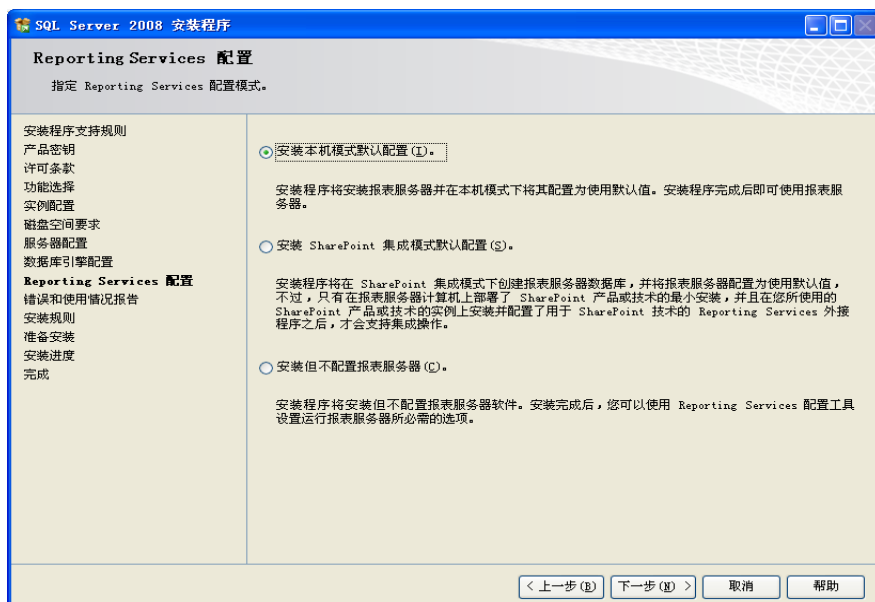 SQL Server 2008 安装程序
Reporting Services 配置
指定 Reporting Services 配置模式。
安装程序支持规则
产品密钥
许可条款
功能选择
实例配置
磁盘空间要求
服务器配置
数据库引擎配置
Reporting Services 配置
错误和使用情况报告
安装规则
准备安装
安装进度
完成
安装本机模式默认配置(I)。
安装程序将安装报表服务器并在本机模式下将其配置为使用默认值。安装程序完成后即可使用报表服
务器。
安装 SharePoint 集成模式默认配置(S)。
安装程序将在 SharePoint 集成模式下创建报表服务器数据库，并将报表服务器配置为使用默认值，
不过，只有在报表服务器计算机上部署了 SharePoint 产品或技术的最小安装，并且在您所使用的
SharePoint 产品或技术的实例上安装并配置了用于 SharePoint 技术的 Reporting Services 外接
程序之后，才会支持集成操作。
安装但不配置报表服务器(C)。
安装程序将安装但不配置报表服务器软件。安装完成后，您可以使用 Reporting Services 配置工具
设置运行报表服务器所必需的选项。
< 上一步(B)
下一步(N) >
取消
帮助